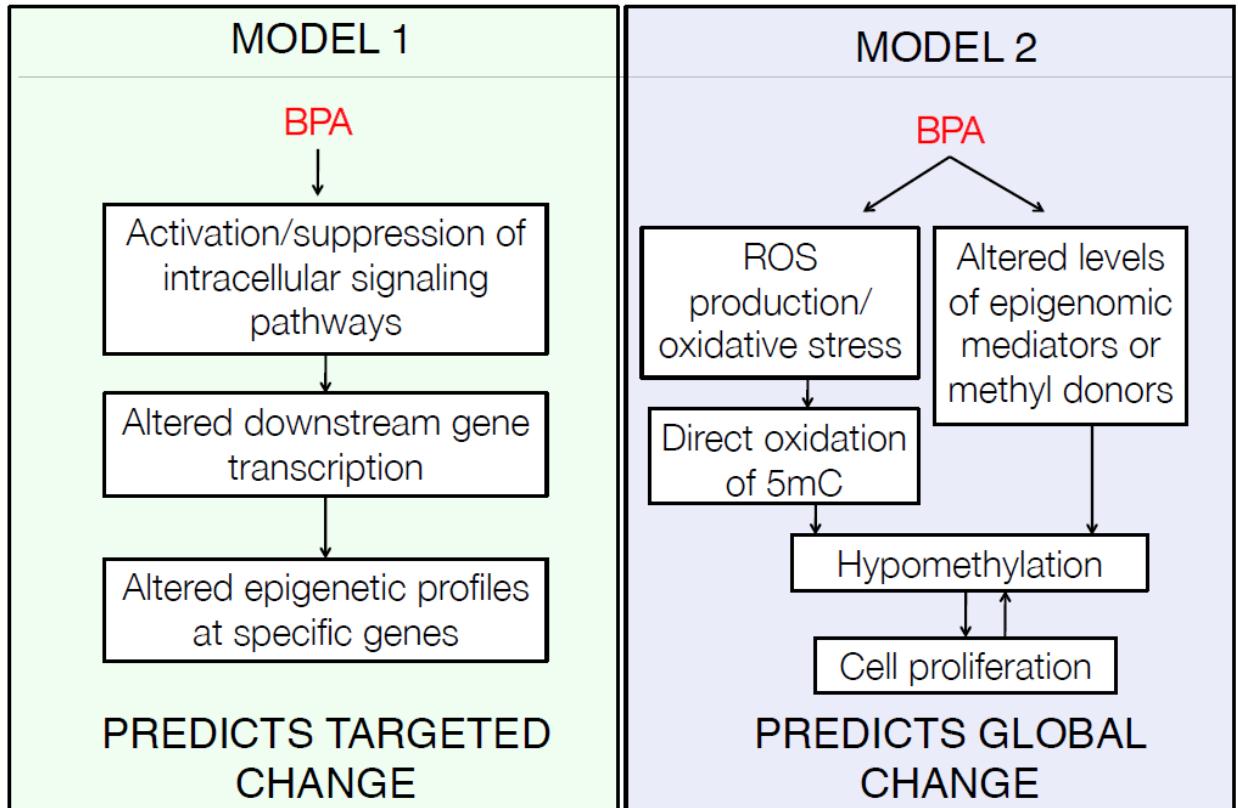 MODEL 1
BPA
Activation/suppression of
intracellular signaling
pathways
Altered downstream gene
transcription
Altered epigenetic profiles
at specific genes
PREDICTS TARGETED
CHANGE
MODEL 2
BPA
ROS
production/
oxidative stress
Direct oxidation
of 5mC
Altered levels
of epigenomic
mediators or
methyl donors
Hypomethylation
Cell proliferation
PREDICTS GLOBAL
CHANGE